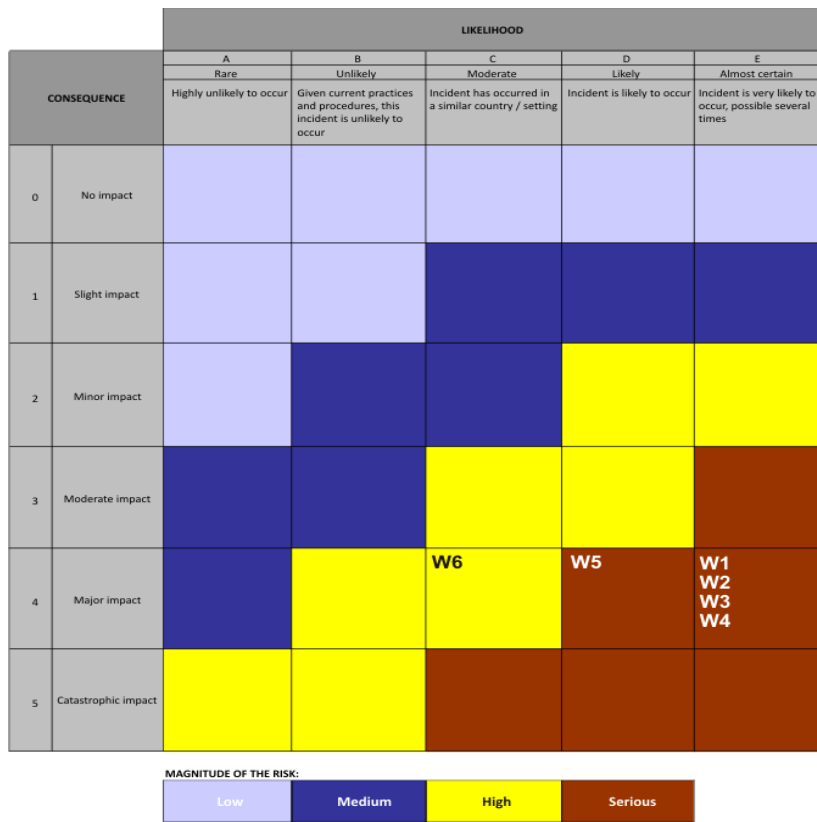 LIKELIHOOD
CONSEQUENCE
A
B
C
D
E
Rare
Unlikely
Moderate
Likely
Almost certain
Highly unlikely to occur
Given current practices
and procedures, this
incident is unlikely to
occur
Incident has occurred in
a similar country / setting
Incident is likely to occur
Incident is very likely to
occur, possible several
times
0
No impact
1
Slight impact
2
Minor impact
3
Moderate impact
4
Major impact
W6
W5
W1
W2
W3
W4
5
Catastrophic impact
MAGNITUDE OF THE RISK:
Low
Medium
High
Serious